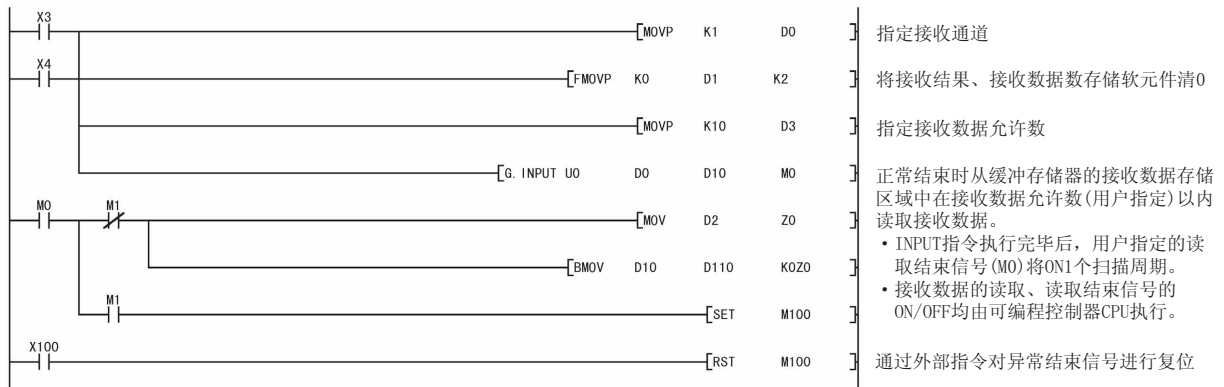 X3
[MOVP K1 D0 ]
指定接收通道
X4
[FMOVP K0 D1 K2 ]
将接收结果、接收数据数存储软元件清0
[MOVP K10 D3 ]
指定接收数据允许数
[G.INPUT U0 D0 D10 M0 ]
正常结束时从缓冲存储器的接收数据存储
区域中在接收数据允许数(用户指定)以内
读取接收数据。
M0 M1
[MOV D2 Z0 ]
[BMOV D10 D110 K0Z0 ]
・INPUT指令执行完毕后，用户指定的读
取结束信号(M0)将ON1个扫描周期。
M1
[SET M100 ]
・接收数据的读取、读取结束信号的
ON/OFF均由可编程控制器CPU执行。
X100
[RST M100 ]
通过外部指令对异常结束信号进行复位